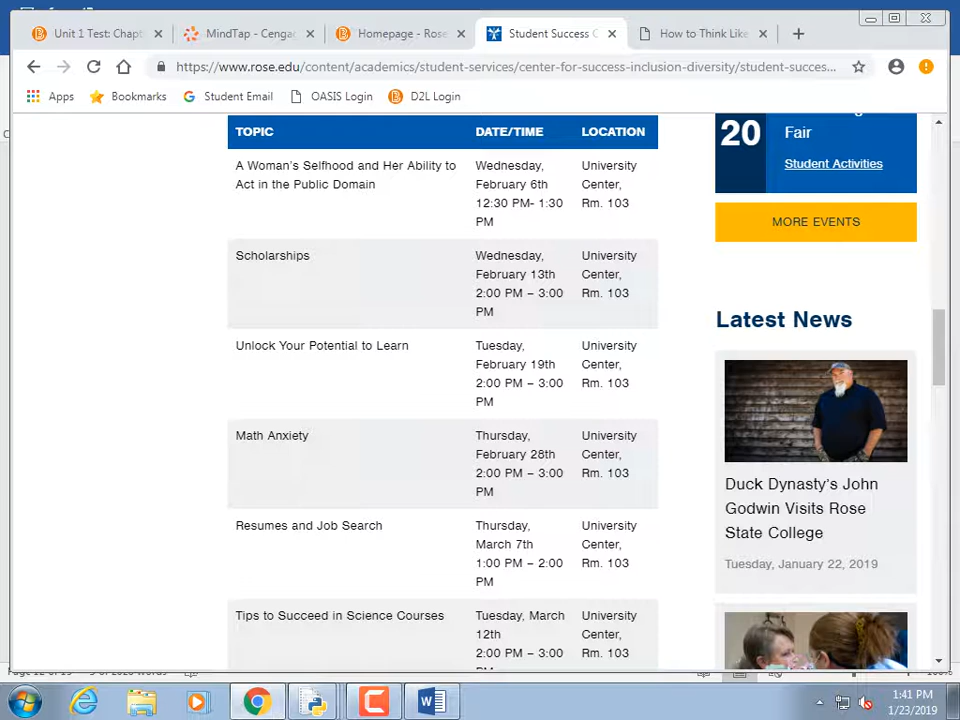 Unit 1 Test: Chapt
MindTap - Cengag
Homepage - Rose
Student Success C
How to Think Like
https://www.rose.edu/content/academics/student-services/center-for-success-inclusion-diversity/student-succes...
Apps
Bookmarks
Student Email
OASIS Login
D2L Login
TOPIC DATE/TIME LOCATION
A Woman's Selfhood and Her Ability to Wednesday, University
Act in the Public Domain February 6th Center,
12:30 PM- 1:30 Rm. 103
PM
Scholarships Wednesday, University
February 13th Center,
2:00 PM – 3:00 Rm. 103
PM
Unlock Your Potential to Learn Tuesday, University
February 19th Center,
2:00 PM – 3:00 Rm. 103
PM
Math Anxiety Thursday, University
February 28th Center,
2:00 PM – 3:00 Rm. 103
PM
Resumes and Job Search Thursday, University
March 7th Center,
1:00 PM – 2:00 Rm. 103
PM
Tips to Succeed in Science Courses Tuesday, March University
12th Center,
2:00 PM – 3:00 Rm. 103
20
Fair
Student Activities
MORE EVENTS
Latest News
Duck Dynasty's John
Godwin Visits Rose
State College
Tuesday, January 22, 2019
1:41 PM
1/23/2019